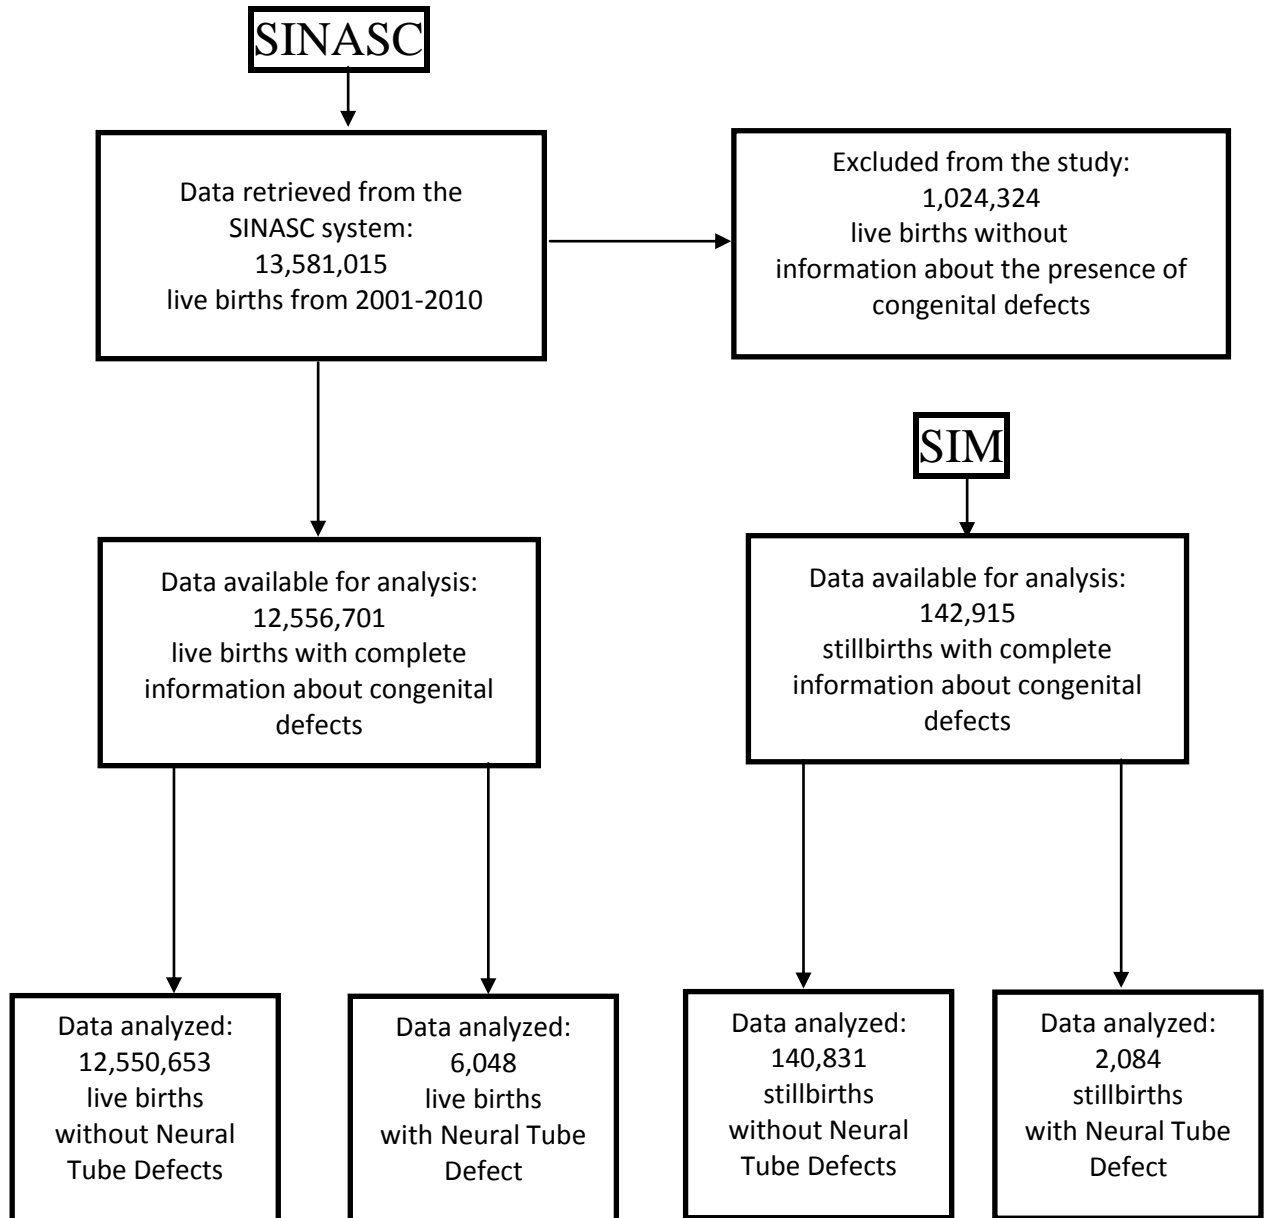 SINASC
Data retrieved from the
SINASC system:
13,581,015
live births from 2001-2010
Excluded from the study:
1,024,324
live births without
information about the presence of
congenital defects
SIM
Data available for analysis:
12,556,701
live births with complete
information about congenital
defects
Data available for analysis:
142,915
stillbirths with complete
information about congenital
defects
Data analyzed:
12,550,653
live births
without Neural
Tube Defects
Data analyzed:
6,048
live births
with Neural Tube
Defect
Data analyzed:
140,831
stillbirths
without Neural
Tube Defects
Data analyzed:
2,084
stillbirths
with Neural Tube
Defect